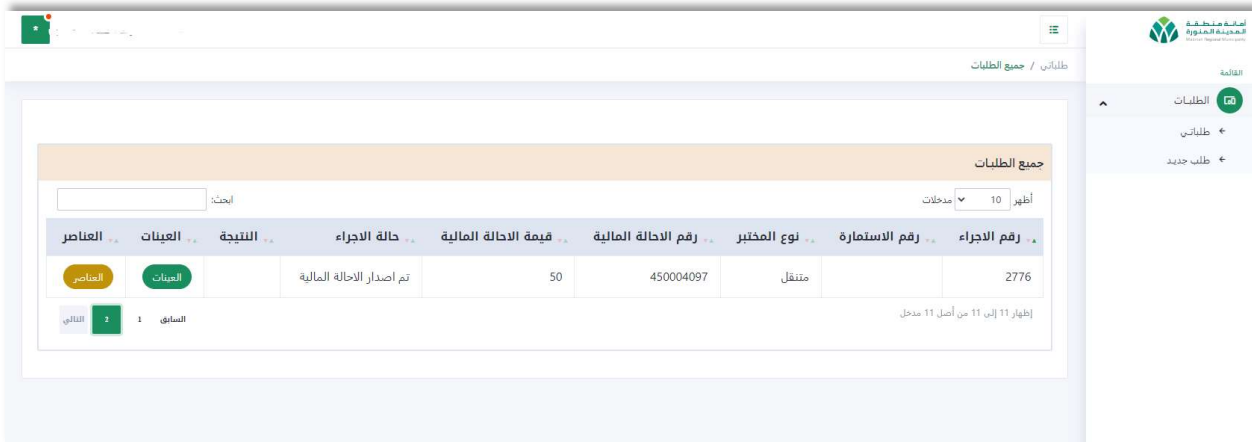 أمانة منطقة
المدينة المنورة
القائمة
الطلبات
طلباتي
طلب جديد
*
طلباتي / جميع الطلبات
جميع الطلبات
أظهر 10 مدخلات
ابحث:
رقم الاجراء رقم الاستمارة نوع المختبر رقم الاحالة المالية قيمة الاحالة المالية حالة الاجراء النتيجة العينات العناصر
2776 متنقل 450004097 50 تم اصدار الاحالة المالية العينات العناصر
إظهار 11 إلى 11 من أصل 11 مدخل
السابق 1 2 التالي